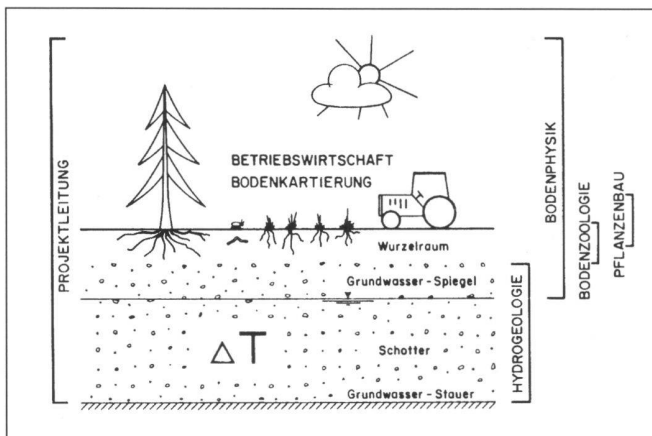 PROJEKTLEITUNG
BETRIEBSWIRTSCHAFT
BODENKARTIERUNG
Wurzelraum
Grundwasser-Spiegel
ΔT
Schotter
Grundwasser-Stauer
BODENPHYSIK
HYDROGEOLOGIE
BODENZOOLOGIE
PFLANZENBAU